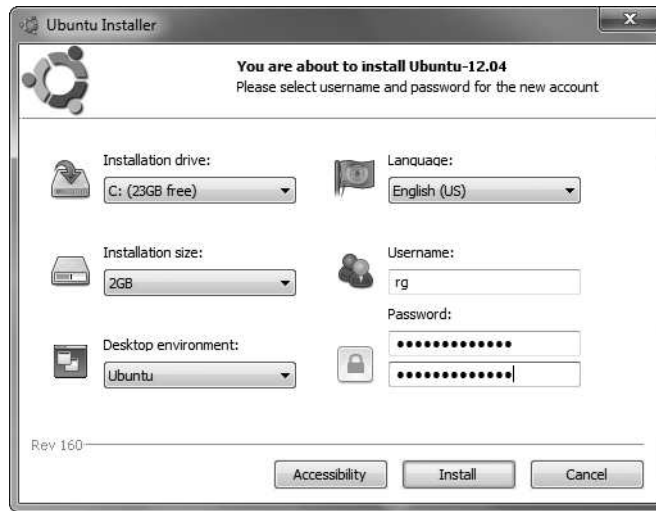 Ubuntu Installer
You are about to install Ubuntu-12.04
Please select username and password for the new account
Installation drive:
C: (23GB free)
Language:
English (US)
Installation size:
2GB
Username:
rg
Password:
●●●●●●●●●●●●●
●●●●●●●●●●●●●
Desktop environment:
Ubuntu
Rev 160
Accessibility
Install
Cancel